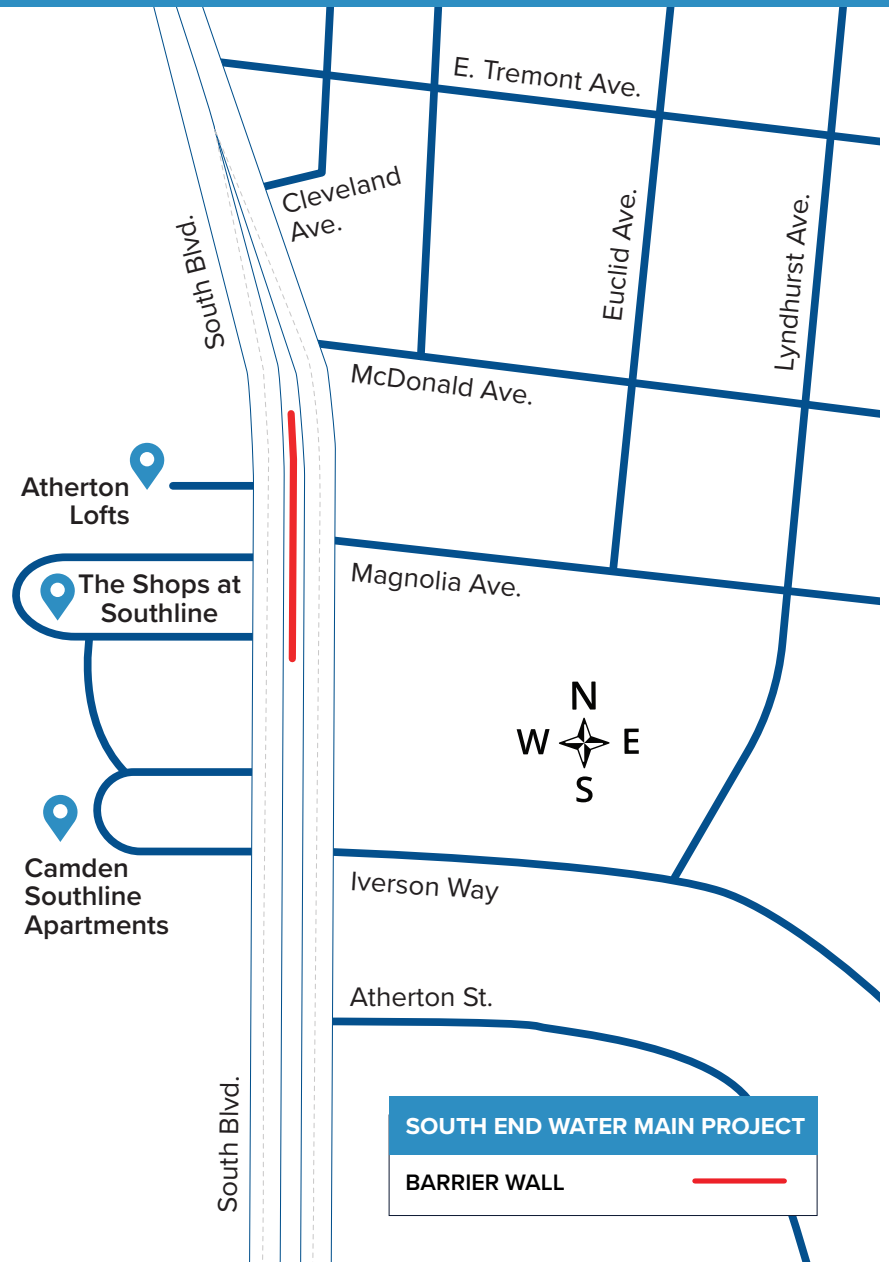 E. Tremont Ave.
Cleveland
Ave.
South Blvd.
Euclid Ave.
Lyndhurst Ave.
McDonald Ave.
Atherton
Lofts
Magnolia Ave.
The Shops at
Southline
N
W E
S
Camden
Southline
Apartments
Iverson Way
Atherton St.
South Blvd.
SOUTH END WATER MAIN PROJECT
BARRIER WALL